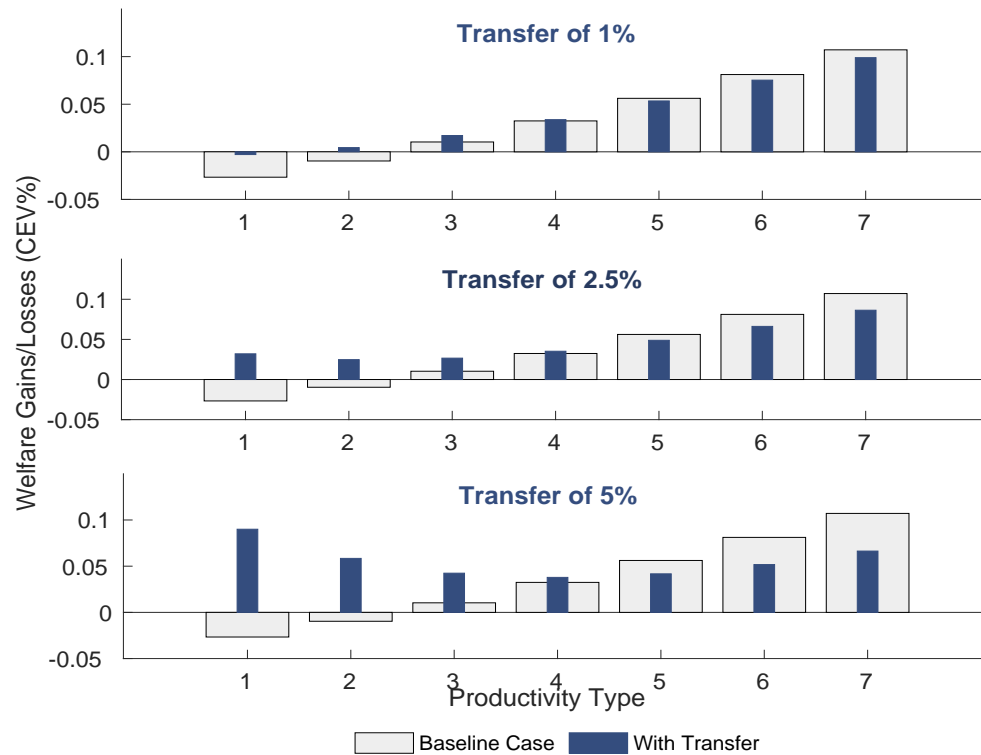 Welfare Gains/Losses (CEV%)
Transfer of 1%
0.1
0.05
0
-0.05
1 2 3 4 5 6 7
Transfer of 2.5%
0.1
0.05
0
-0.05
1 2 3 4 5 6 7
Transfer of 5%
0.1
0.05
0
-0.05
1 2 3 4 5 6 7
Productivity Type
Baseline Case With Transfer